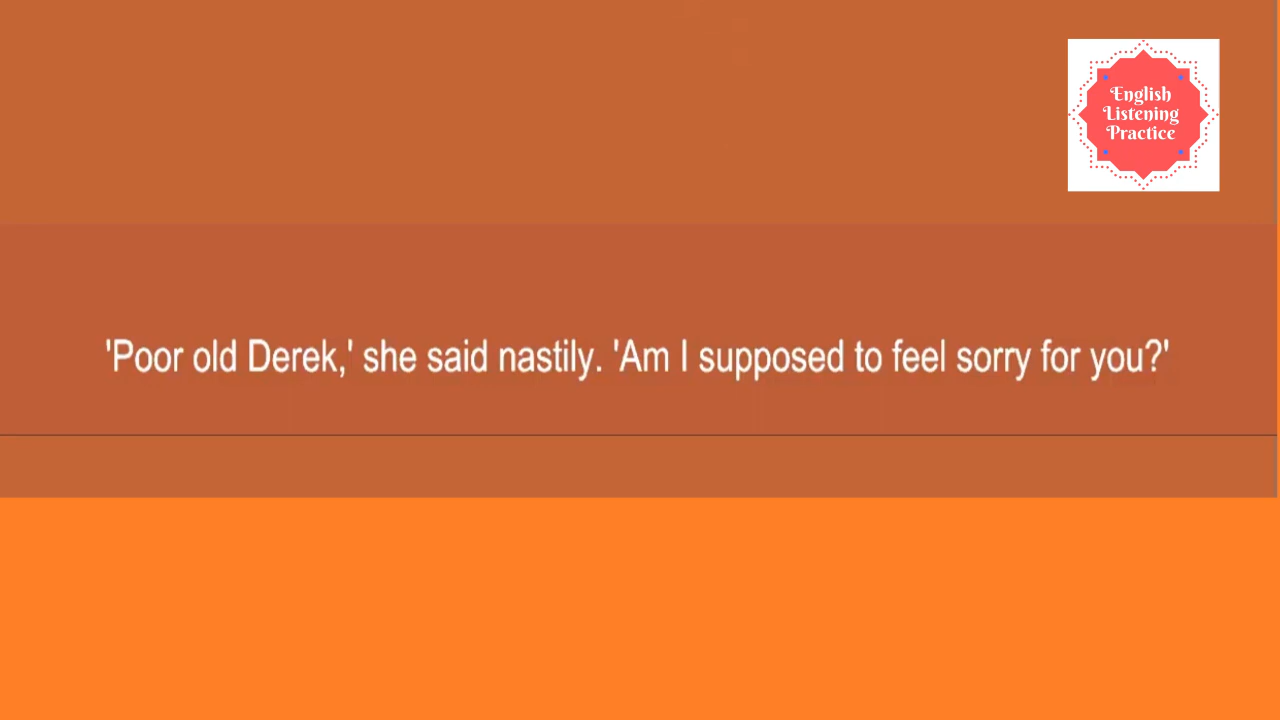 English
Listening
Practice
'Poor old Derek,' she said nastily. 'Am I supposed to feel sorry for you?'